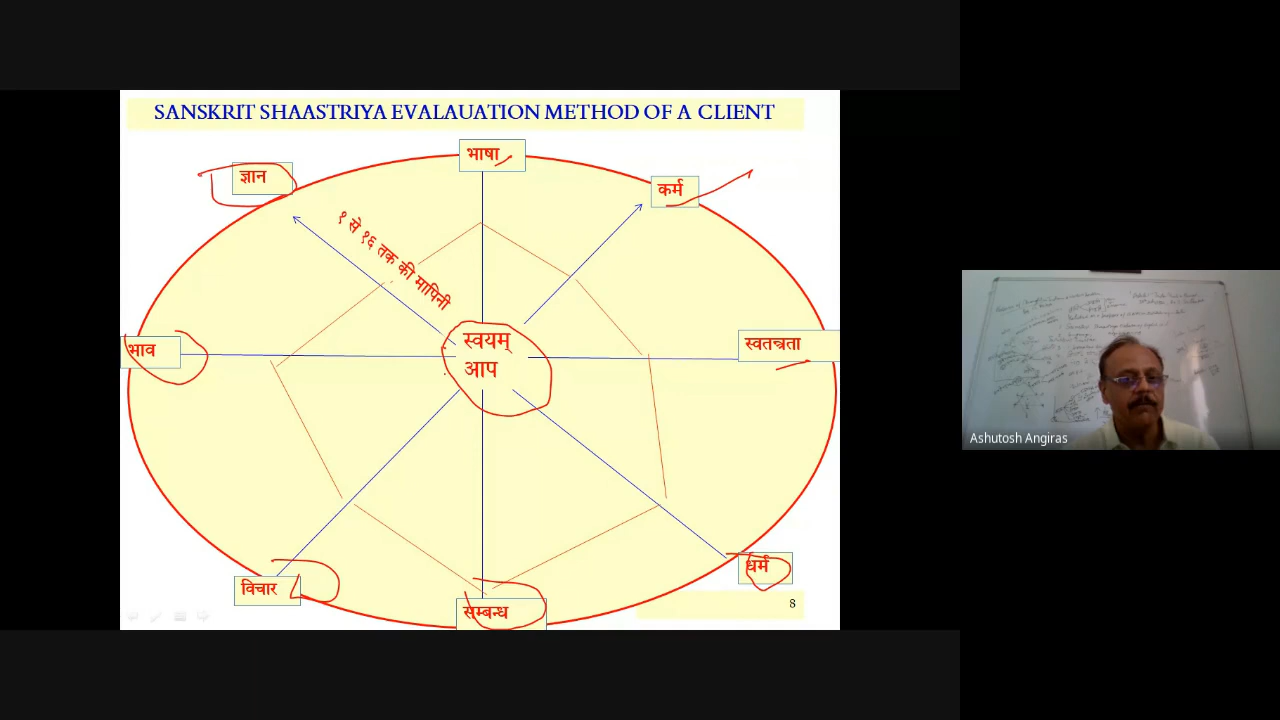 SANSKRIT SHAASTRIYA EVALAUATION METHOD OF A CLIENT
भाषा
ज्ञान
कर्म
१ से १६ तक की मापिनी
स्वयम्
आप
भाव
स्वतन्त्रता
धर्म
विचार
सम्बन्ध
8
Ashutosh Angiras